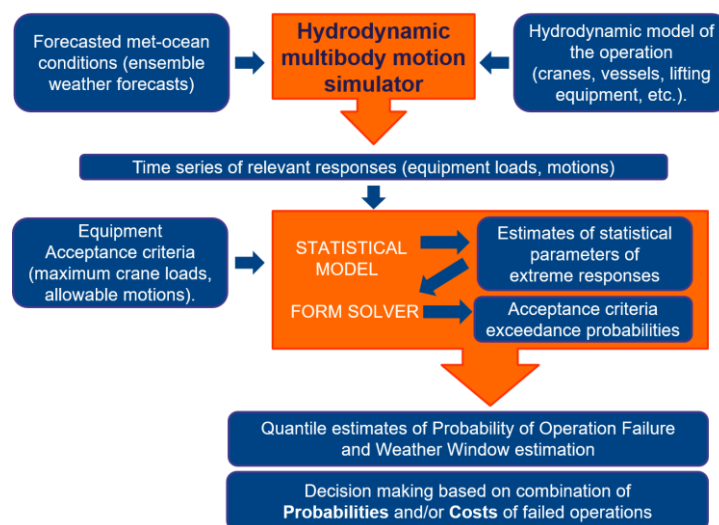 Forecasted met-ocean
conditions (ensemble
weather forecasts)
Hydrodynamic
multibody motion
simulator
Hydrodynamic model of
the operation
(cranes, vessels, lifting
equipment, etc.).
Time series of relevant responses (equipment loads, motions)
Equipment
Acceptance criteria
(maximum crane loads,
allowable motions).
STATISTICAL
MODEL
Estimates of statistical
parameters of
extreme responses
FORM SOLVER
Acceptance criteria
exceedance probabilities
Quantile estimates of Probability of Operation Failure
and Weather Window estimation
Decision making based on combination of
Probabilities and/or Costs of failed operations